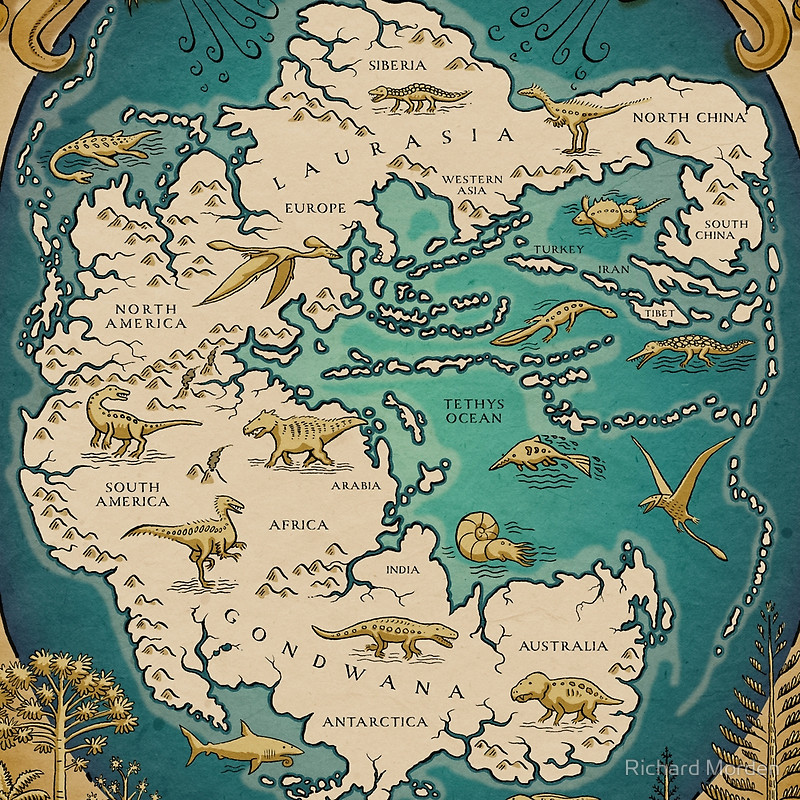 SIBERIA
NORTH CHINA
LAURASIA
WESTERN
ASIA
EUROPE
SOUTH
CHINA
TURKEY
IRAN
TIBET
NORTH
AMERICA
TETHYS
OCEAN
SOUTH
AMERICA
ARABIA
AFRICA
INDIA
GONDWANA
AUSTRALIA
ANTARCTICA
Richard Morden